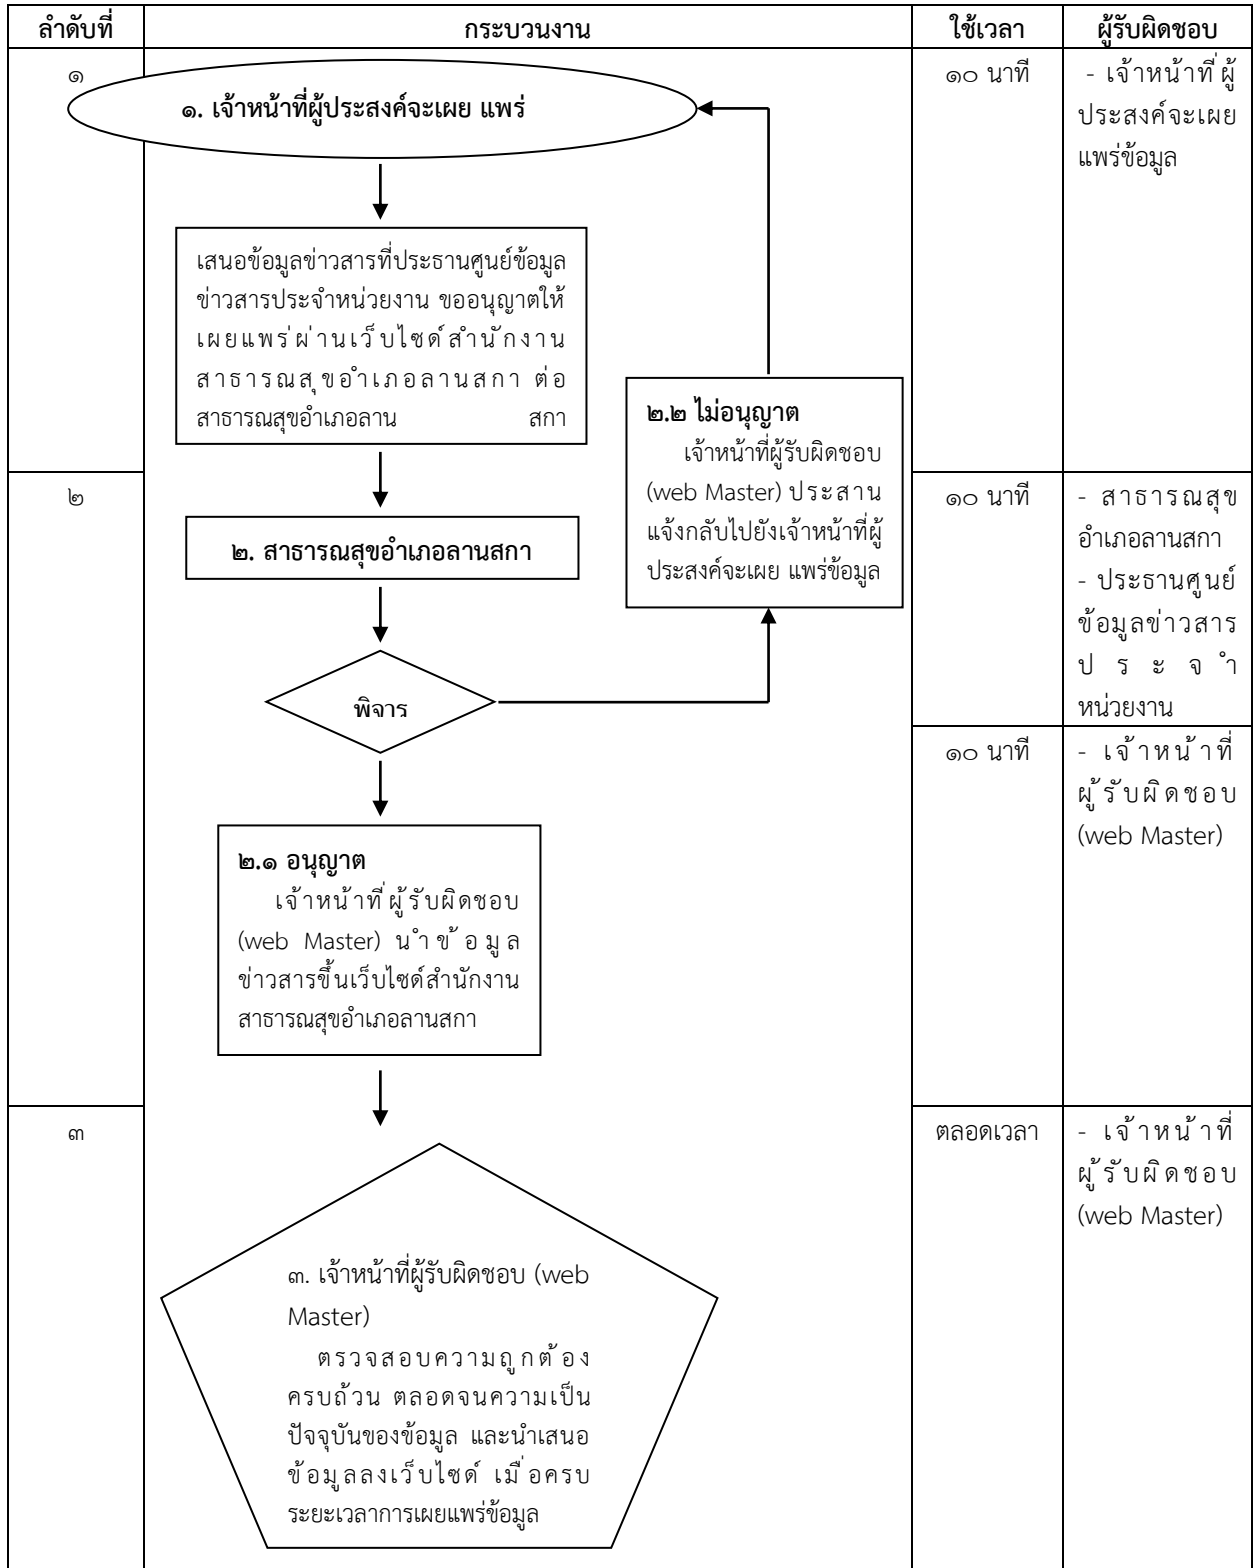 ลำดับที่ กระบวนงาน ใช้เวลา ผู้รับผิดชอบ
๑
๑. เจ้าหน้าที่ผู้ประสงค์จะเผย แพร่
เสนอข้อมูลข่าวสารที่ประธานศูนย์ข้อมูล
ข่าวสารประจำหน่วยงาน ขออนุญาตให้
เผยแพร่ผ่านเว็บไซด์สำนักงาน
สาธารณสุขอำเภอลานสกา ต่อ
สาธารณสุขอำเภอลาน สกา
๑๐ นาที
- เจ้าหน้าที่ผู้
ประสงค์จะเผย
แพร่ข้อมูล
๒.๒ ไม่อนุญาต
เจ้าหน้าที่ผู้รับผิดชอบ
(web Master) ประสาน
แจ้งกลับไปยังเจ้าหน้าที่ผู้
ประสงค์จะเผย แพร่ข้อมูล
๒
๒. สาธารณสุขอำเภอลานสกา
พิจาร
๑๐ นาที
- สาธารณสุข
อำเภอลานสกา
- ประธานศูนย์
ข้อมูลข่าวสาร
ประจำ
หน่วยงาน
๒.๑ อนุญาต
เจ้าหน้าที่ผู้รับผิดชอบ
(web Master) นำข้อมูล
ข่าวสารขึ้นเว็บไซด์สำนักงาน
สาธารณสุขอำเภอลานสกา
๑๐ นาที
- เจ้าหน้าที่
ผู้รับผิดชอบ
(web Master)
๓
๓. เจ้าหน้าที่ผู้รับผิดชอบ (web
Master)
ตรวจสอบความถูกต้อง
ครบถ้วน ตลอดจนความเป็น
ปัจจุบันของข้อมูล และนำเสนอ
ข้อมูลลงเว็บไซด์ เมื่อครบ
ระยะเวลาการเผยแพร่ข้อมูล
ตลอดเวลา
- เจ้าหน้าที่
ผู้รับผิดชอบ
(web Master)